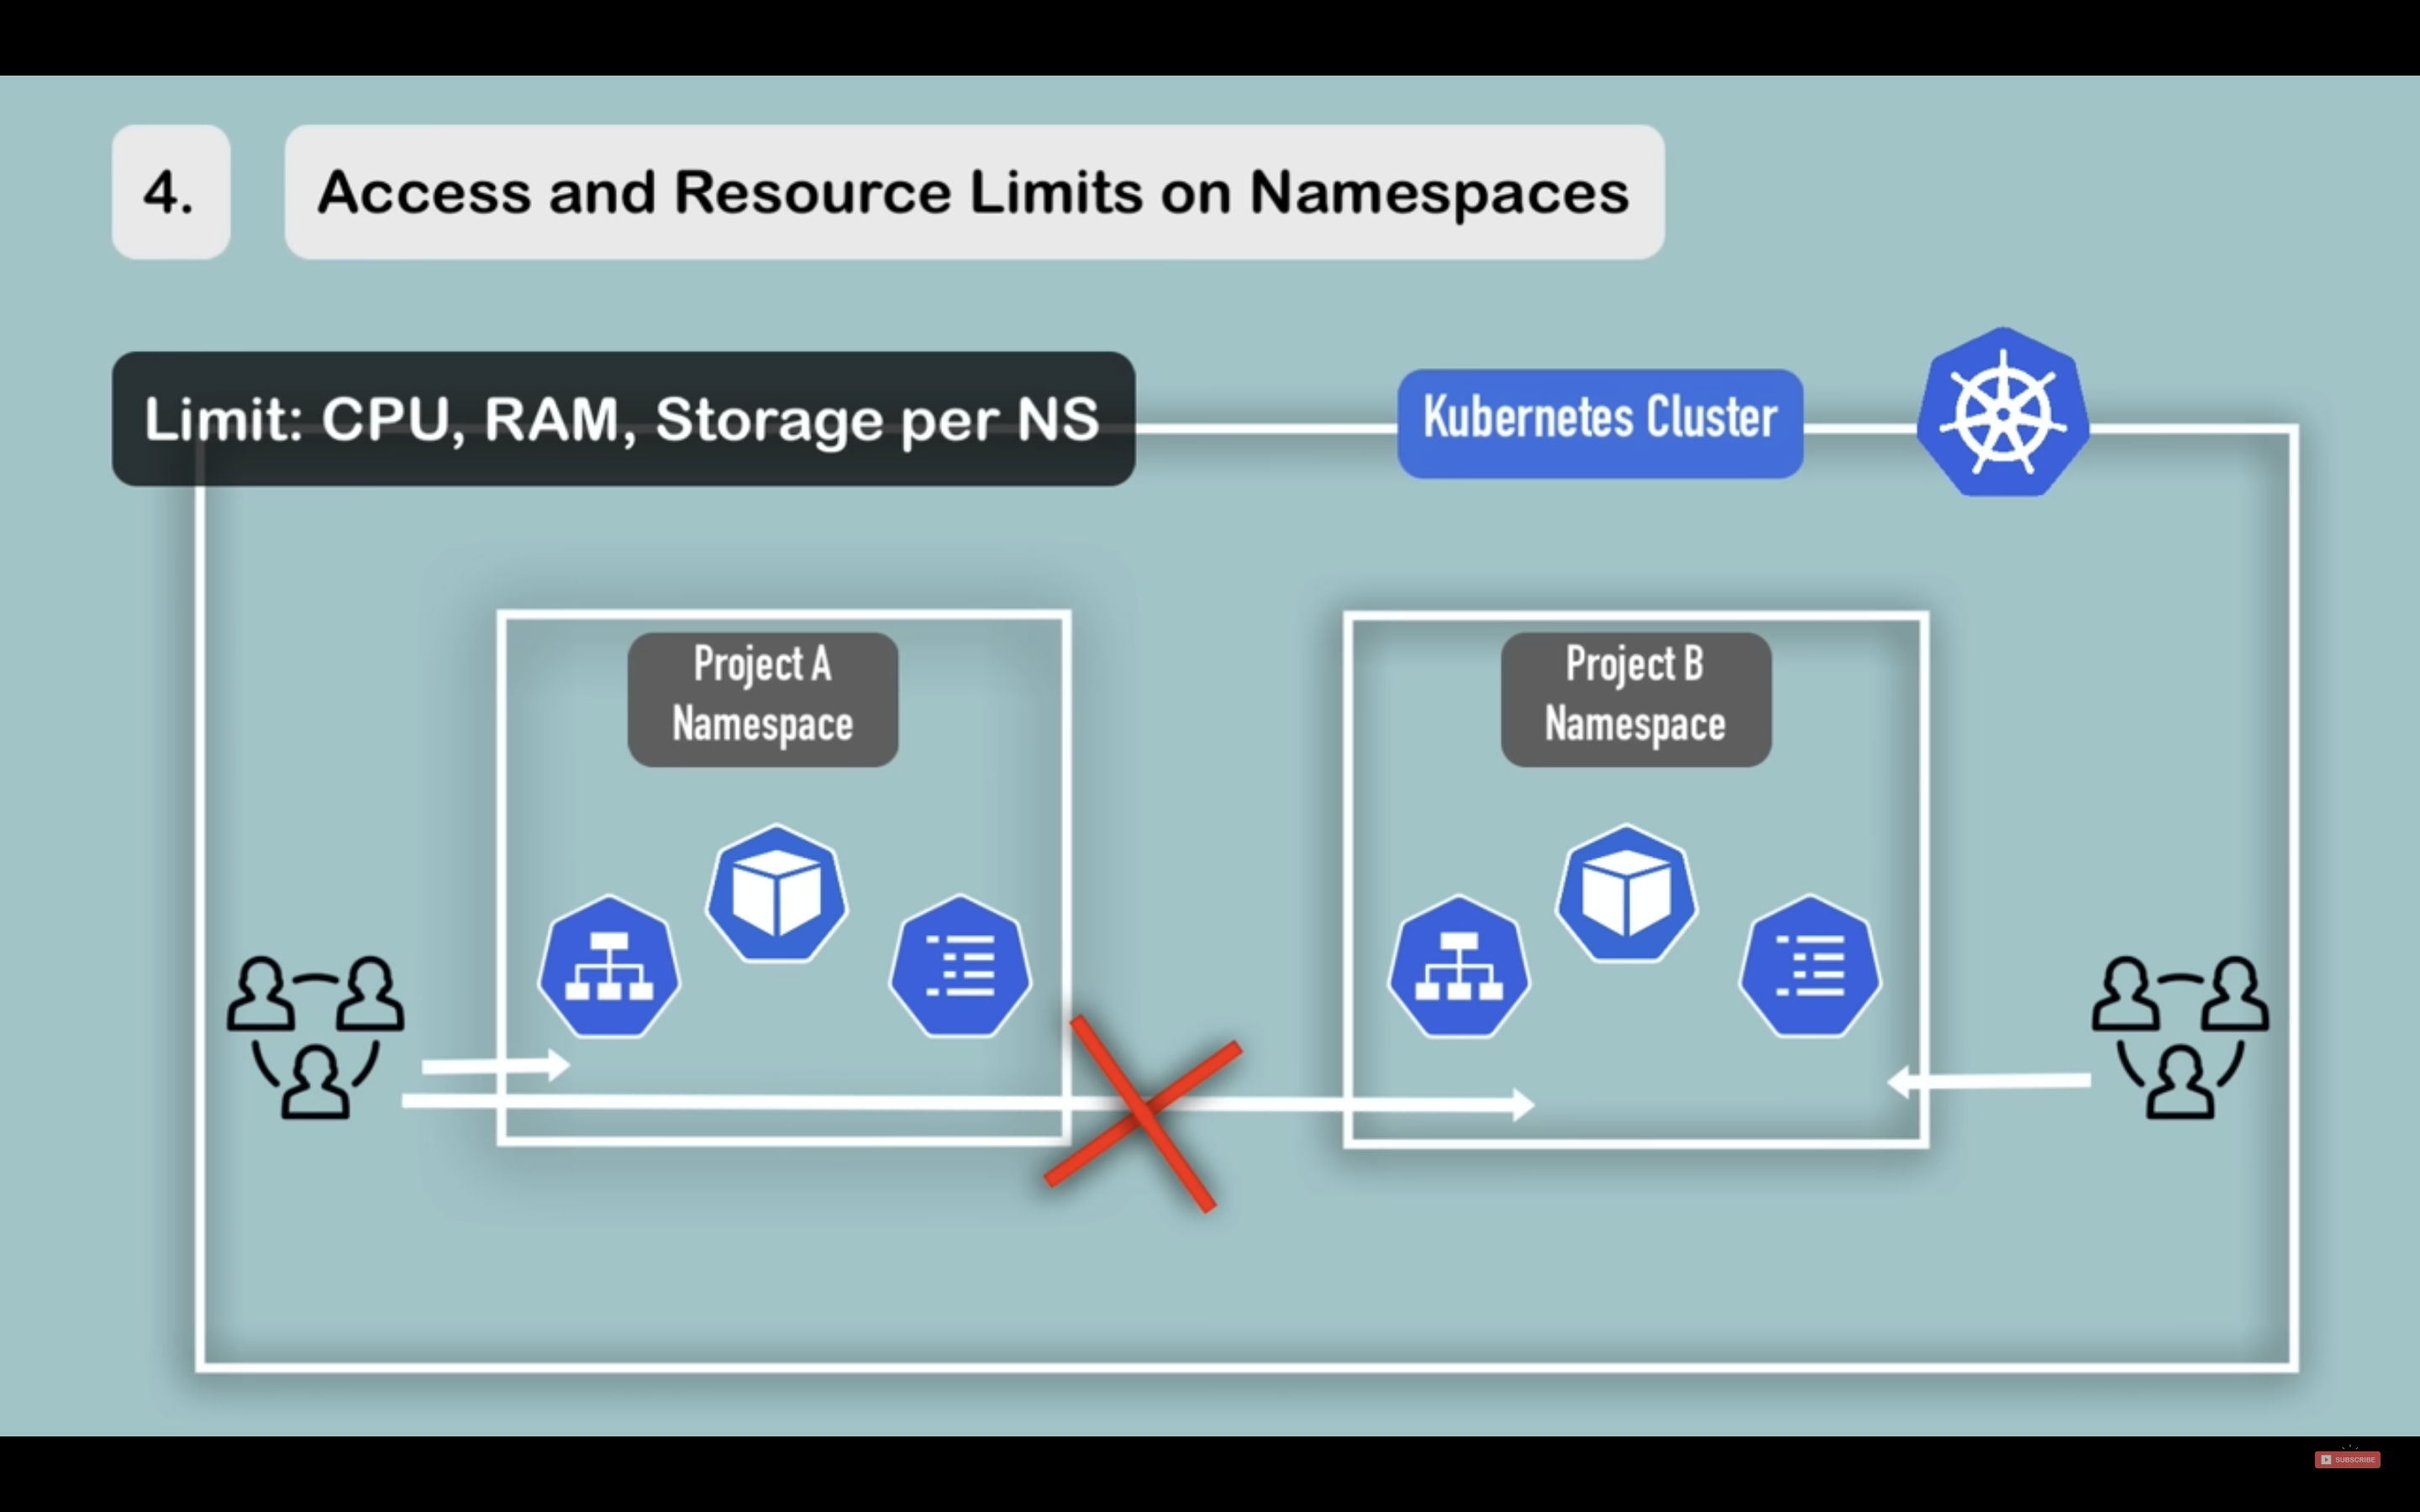 4.
Access and Resource Limits on Namespaces
Limit: CPU, RAM, Storage per NS
Kubernetes Cluster
Project A
Namespace
Project B
Namespace
SUBSCRIBE